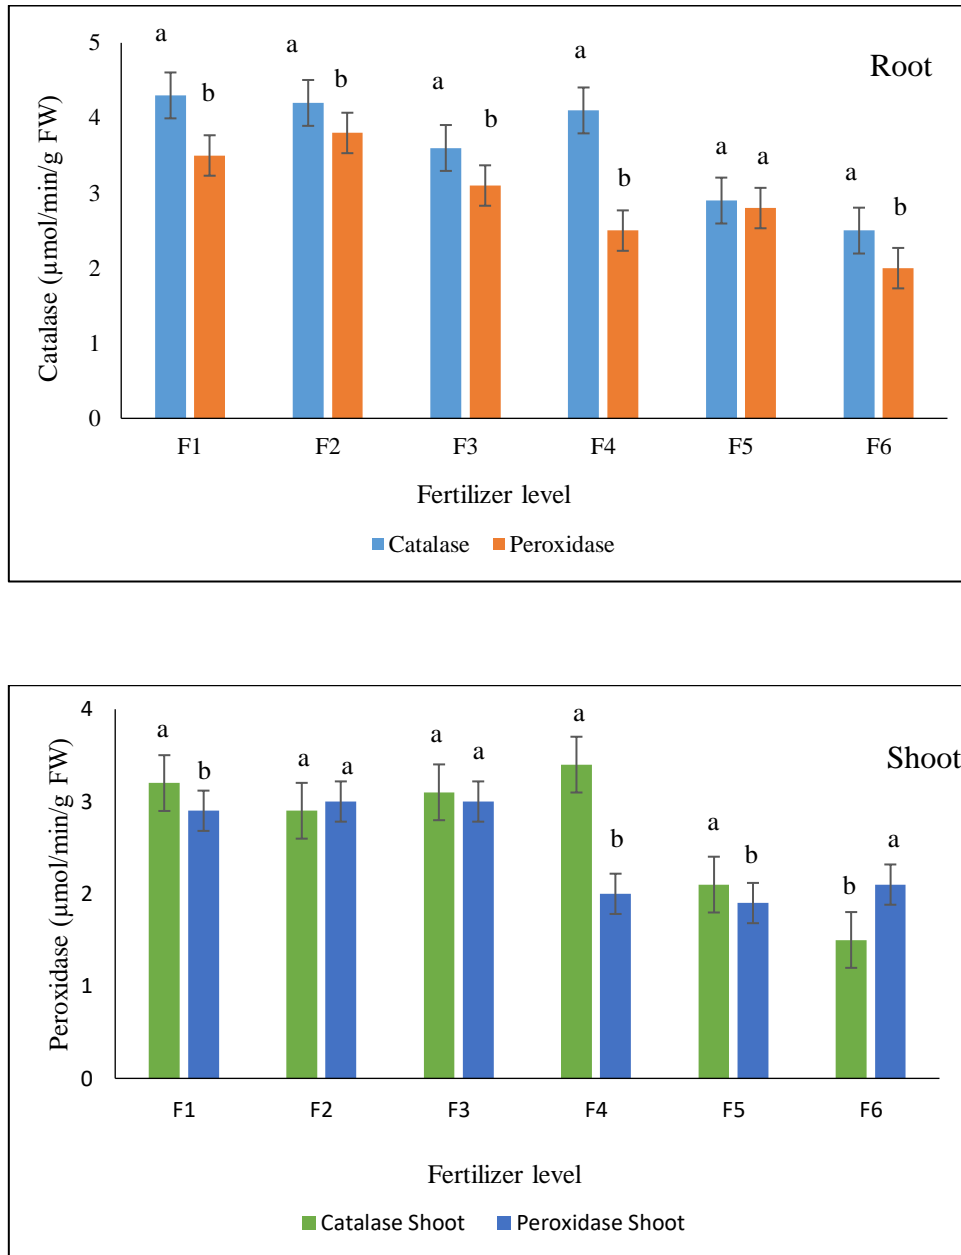 a
a
a
a
a
a
a
b
b
b
b
b
Root
5
4
3
2
1
0
Catalase (µmol/min/g FW)
F1 F2 F3 F4 F5 F6
Fertilizer level
Catalase Peroxidase
a
b
a
a
a
a
a
b
a
b
b
a
Shoot
4
3
2
1
0
Peroxidase (µmol/min/g FW)
F1 F2 F3 F4 F5 F6
Fertilizer level
Catalase Shoot Peroxidase Shoot